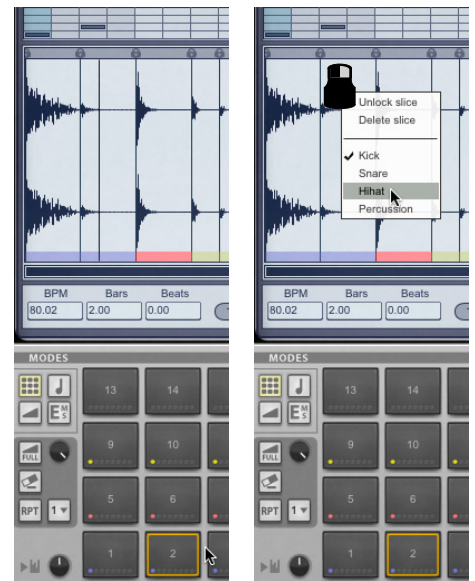 BPM
Bars
Beats
80.02
2.00
0.00
MODES
13
14
E M S
9
10
FULL
5
6
RPT
1
1
2
Unlock slice
Delete slice
Kick
Snare
Hihat
Percussion
BPM
Bars
Beats
80.02
2.00
0.00
MODES
13
14
E M S
9
10
FULL
5
6
RPT
1
1
2